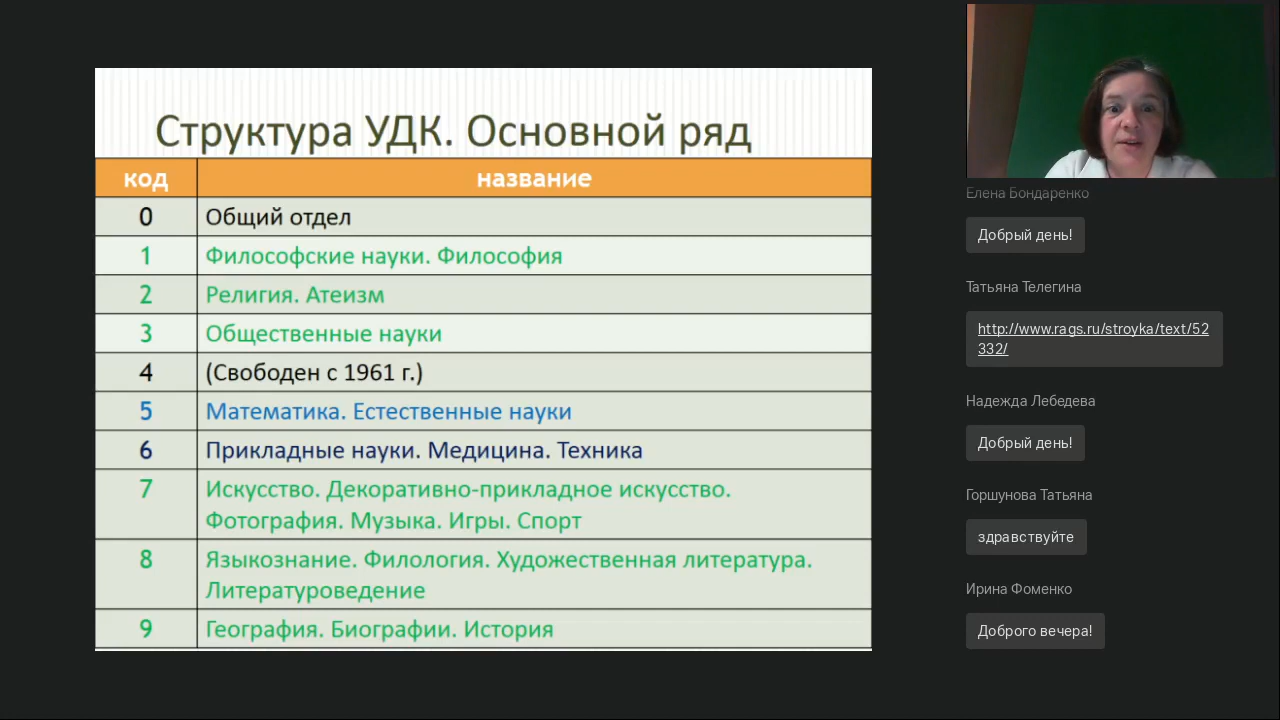 Структура УДК. Основной ряд
код название
0 Общий отдел
1 Философские науки. Философия
2 Религия. Атеизм
3 Общественные науки
4 (Свободен с 1961 г.)
5 Математика. Естественные науки
6 Прикладные науки. Медицина. Техника
7 Искусство. Декоративно-прикладное искусство.
Фотография. Музыка. Игры. Спорт
8 Языкознание. Филология. Художественная литература.
Литературоведение
9 География. Биографии. История
Елена Бондаренко
Добрый день!
Татьяна Телегина
http://www.rags.ru/stroyka/text/52
332/
Надежда Лебедева
Добрый день!
Горшунова Татьяна
здравствуйте
Ирина Фоменко
Доброго вечера!